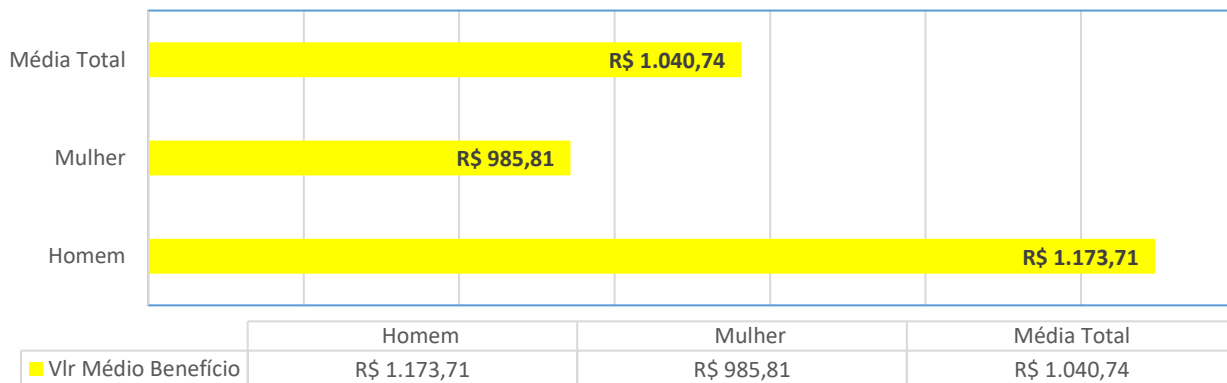 Média Total
R$ 1.040,74
Mulher
R$ 985,81
Homem
R$ 1.173,71
Homem Mulher Média Total
Vlr Médio Benefício R$ 1.173,71 R$ 985,81 R$ 1.040,74